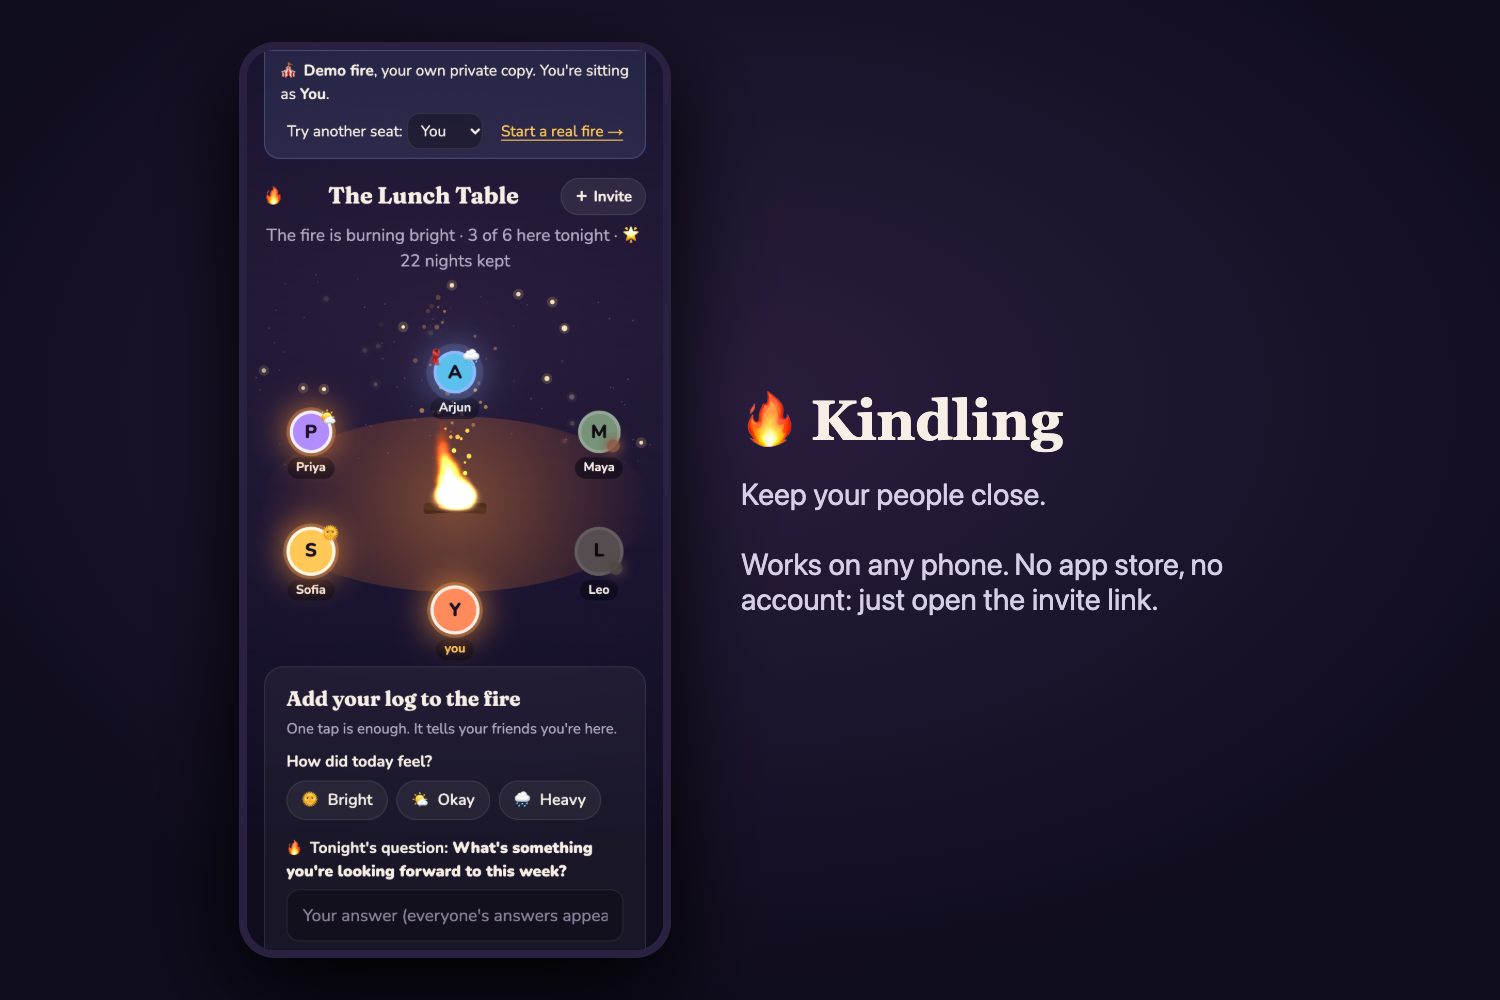 Demo fire, your own private copy. You're sitting
as You.
Try another seat: You
Start a real fire →
The Lunch Table
+ Invite
The fire is burning bright · 3 of 6 here tonight ·
22 nights kept
A
Arjun
P
Priya
M
Maya
S
Sofia
L
Leo
Y
you
Add your log to the fire
One tap is enough. It tells your friends you're here.
How did today feel?
Bright
Okay
Heavy
Tonight's question: What's something
you're looking forward to this week?
Your answer (everyone's answers appea
Kindling
Keep your people close.
Works on any phone. No app store, no
account: just open the invite link.